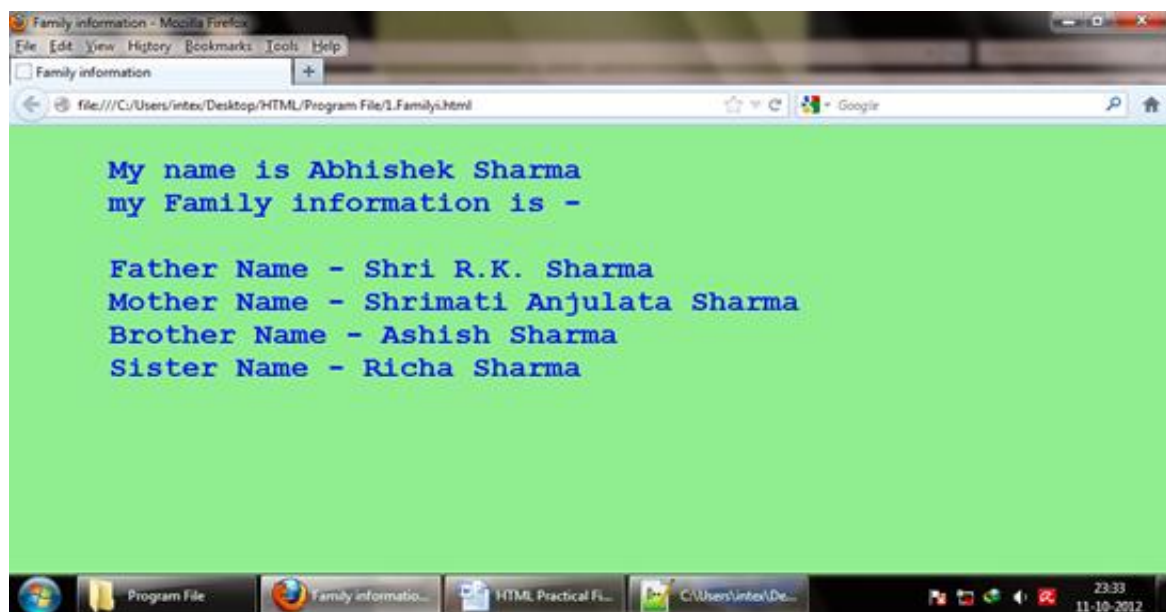 Family information - Mozilla Firefox
File Edit View History Bookmarks Tools Help
Family information +
file:///C:/Users/intex/Desktop/HTML/Program File/1.Familyi.html Google
My name is Abhishek Sharma
my Family information is -
Father Name - Shri R.K. Sharma
Mother Name - Shrimati Anjulata Sharma
Brother Name - Ashish Sharma
Sister Name - Richa Sharma
Program File Family informatio... HTML Practical Fi... C:\Users\intex\De... 23:33
11-10-2012